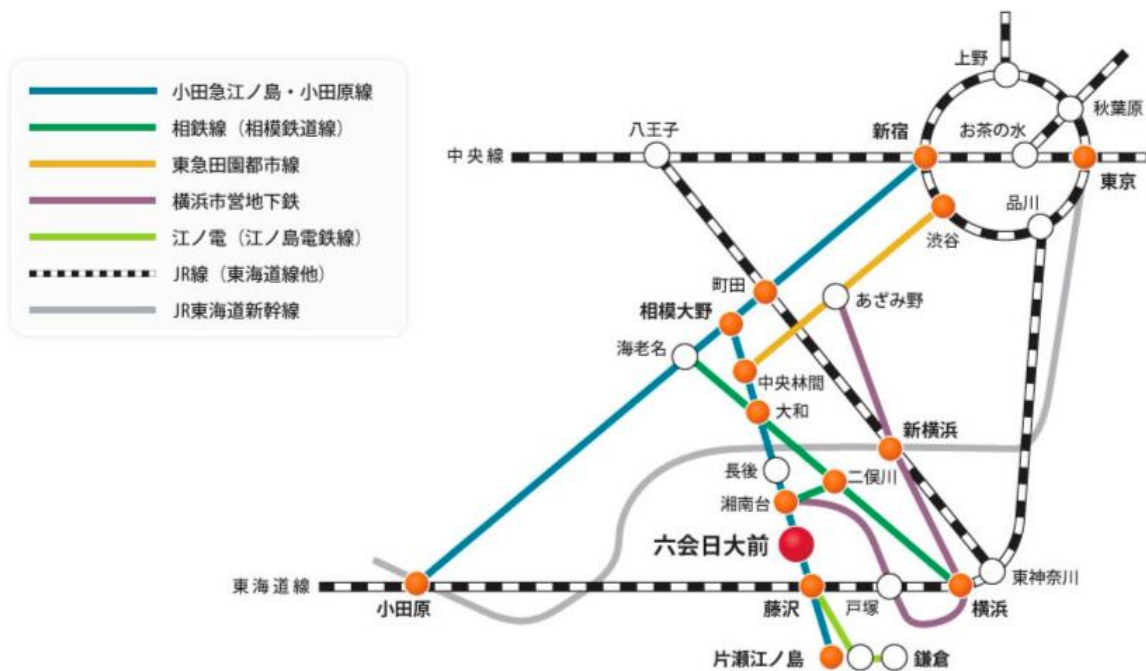 小田急江ノ島・小田原線
相鉄線（相模鉄道線）
東急田園都市線
横浜市営地下鉄
江ノ電（江ノ島電鉄線）
JR線（東海道線他）
JR東海道新幹線
上野
秋葉原
八王子
新宿
お茶の水
中央線
東京
品川
渋谷
町田
あざみ野
相模大野
海老名
中央林間
大和
新横浜
長後
二俣川
湘南台
六会日大前
東神奈川
東海道線
小田原
藤沢
戸塚
横浜
片瀬江ノ島
鎌倉